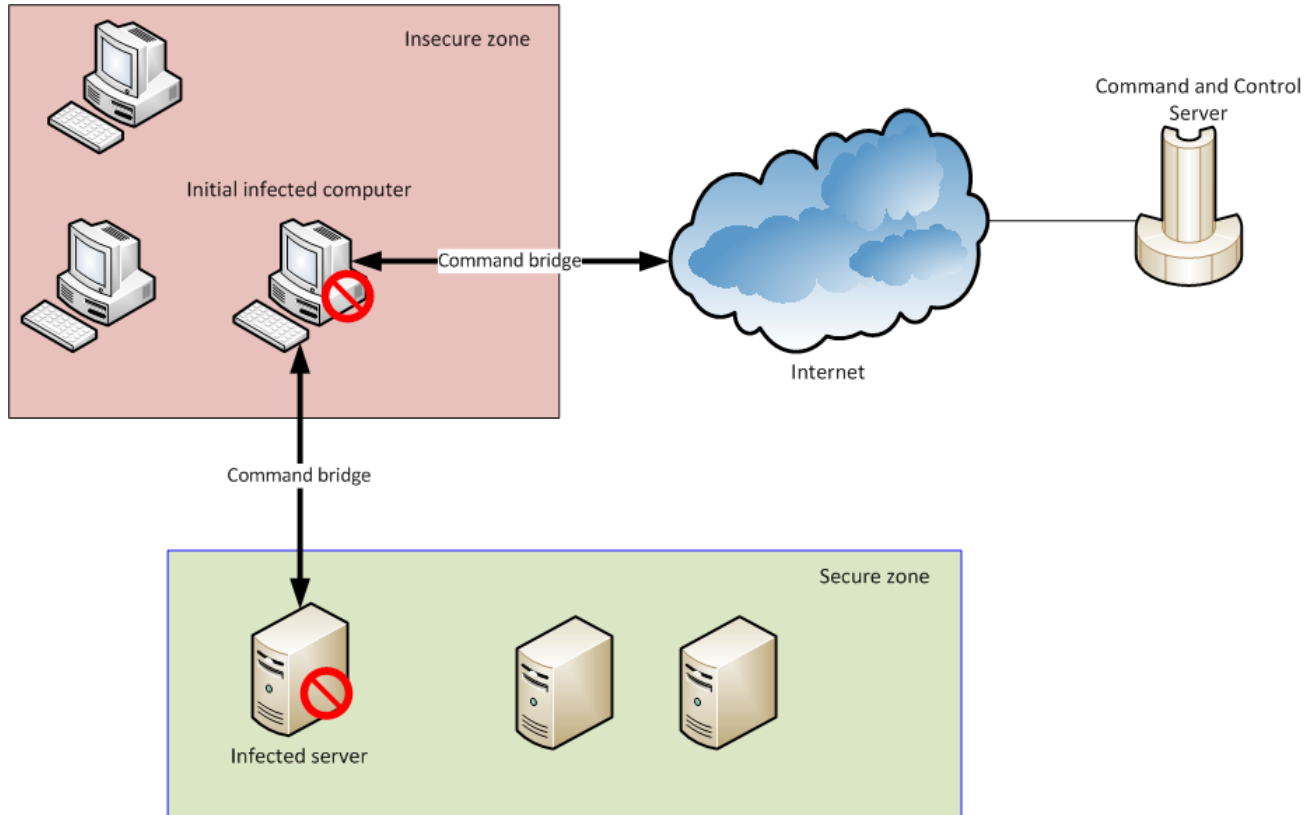 Insecure zone
Command and Control
Server
Initial infected computer
Command bridge
Internet
Command bridge
Secure zone
Infected server